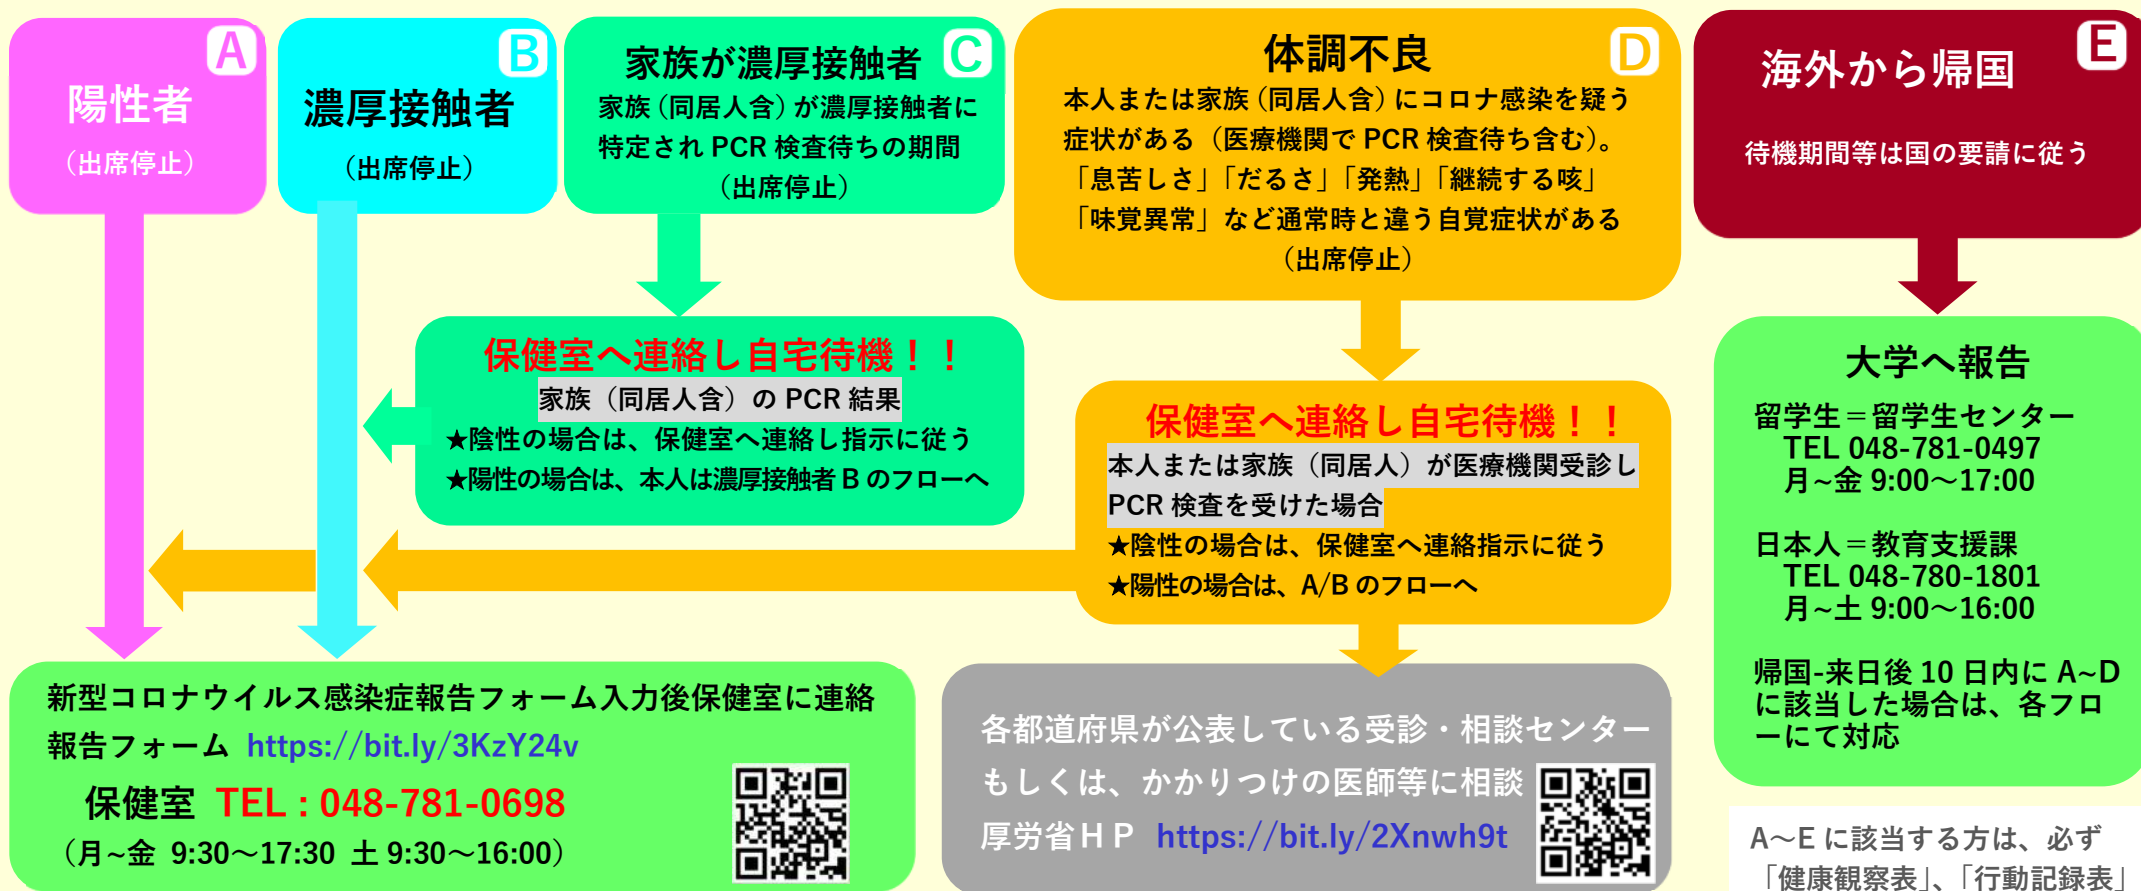 A
陽性者
（出席停止）
B
濃厚接触者
（出席停止）
C
家族が濃厚接触者
家族（同居人含）が濃厚接触者に
特定され PCR 検査待ちの期間
（出席停止）
D
体調不良
本人または家族（同居人含）にコロナ感染を疑う
症状がある（医療機関で PCR 検査待ち含む）。
「息苦しさ」「だるさ」「発熱」「継続する咳」
「味覚異常」など通常時と違う自覚症状がある
（出席停止）
E
海外から帰国
待機期間等は国の要請に従う
保健室へ連絡し自宅待機！！
家族（同居人含）の PCR 結果
★陰性の場合は、保健室へ連絡し指示に従う
★陽性の場合は、本人は濃厚接触者 B のフローへ
保健室へ連絡し自宅待機！！
本人または家族（同居人）が医療機関受診し
PCR 検査を受けた場合
★陰性の場合は、保健室へ連絡指示に従う
★陽性の場合は、A/B のフローへ
大学へ報告
留学生＝留学生センター
TEL 048-781-0497
月~金 9:00～17:00
日本人＝教育支援課
TEL 048-780-1801
月~土 9:00～16:00
帰国-来日後 10 日内に A~D
に該当した場合は、各フロ
ーにて対応
新型コロナウイルス感染症報告フォーム入力後保健室に連絡
報告フォーム https://bit.ly/3KzY24v
保健室 TEL : 048-781-0698
（月~金 9:30～17:30 土 9:30～16:00）
各都道府県が公表している受診・相談センター
もしくは、かかりつけの医師等に相談
厚労省ＨＰ https://bit.ly/2Xnwh9t
A～E に該当する方は、必ず
「健康観察表」、「行動記録表」